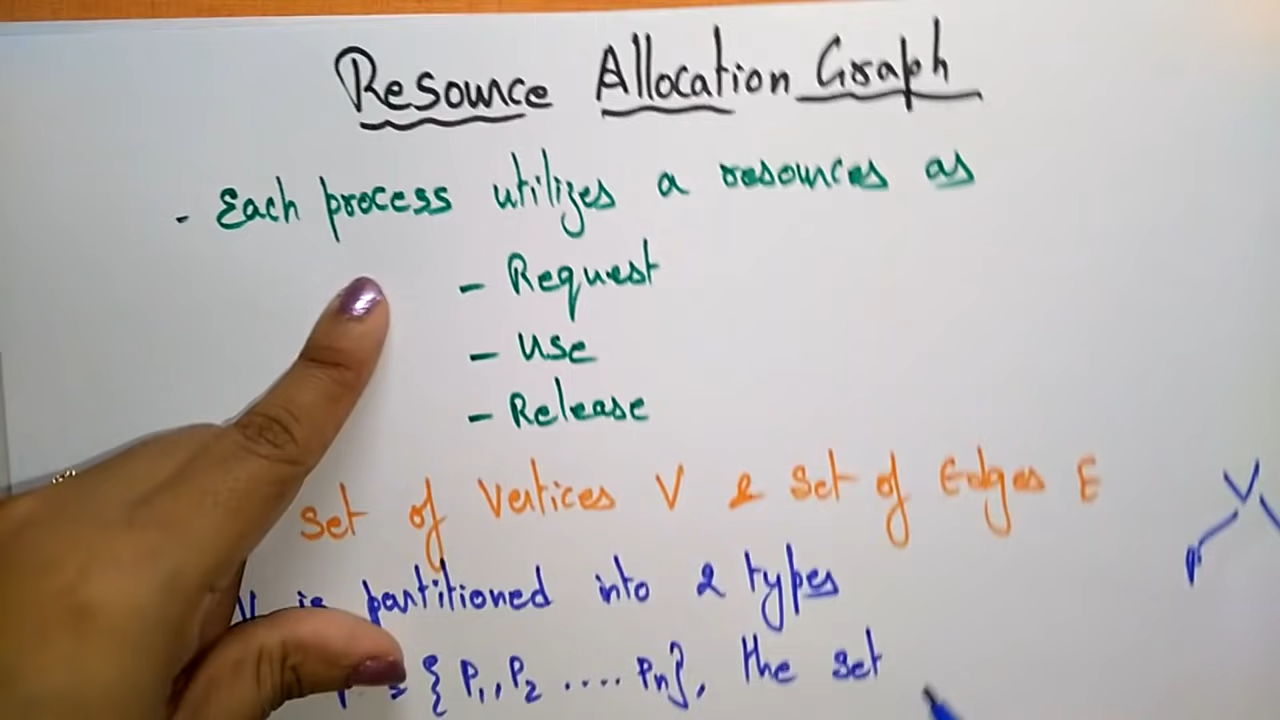 Resource Allocation Graph
- Each process utilizes a resources as
- Request
- Use
- Release
Set of Vertices V & set of Edges E
V is partitioned into 2 types
P = {P1, P2 .... Pn}, the set
V
P